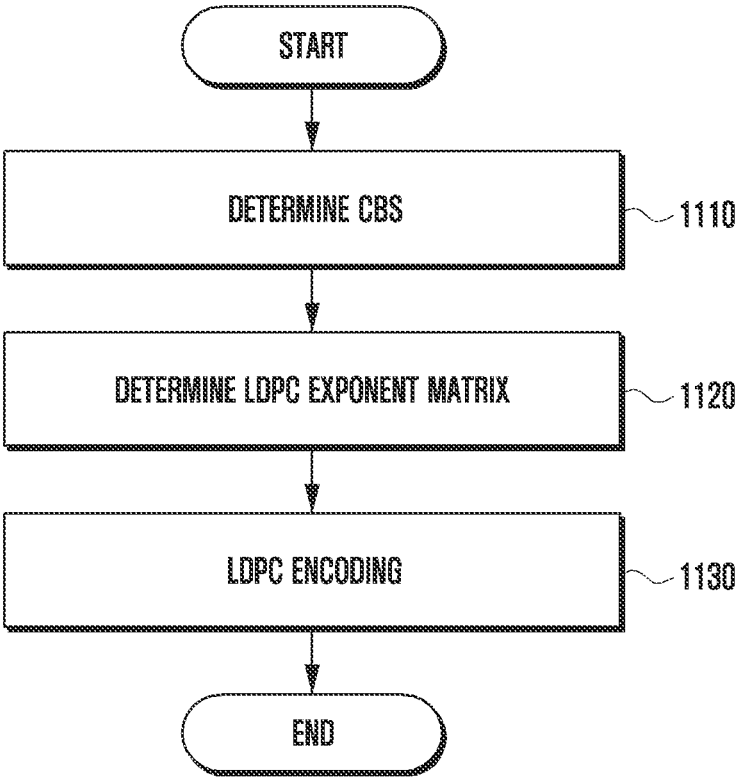 START
DETERMINE CBS
1110
DETERMINE LDPC EXPONENT MATRIX
1120
LDPC ENCODING
1130
END